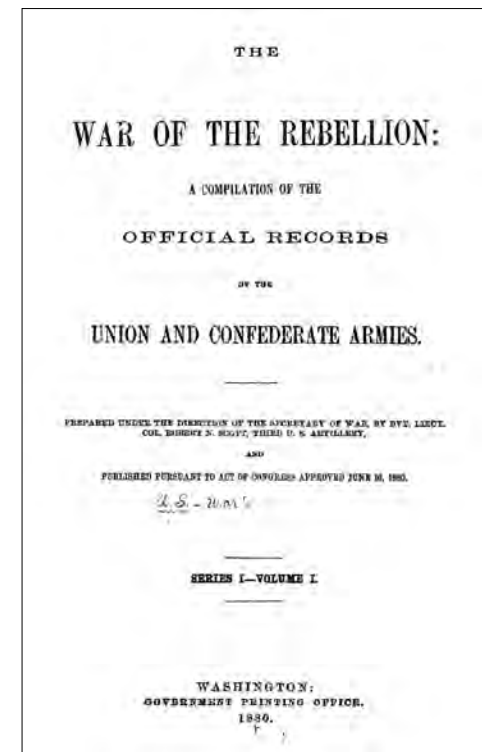 THE
WAR OF THE REBELLION:
A COMPILATION OF THE
OFFICIAL RECORDS
OF THE
UNION AND CONFEDERATE ARMIES.
PREPARED UNDER THE DIRECTION OF THE SECRETARY OF WAR, BY BVT. LIEUT.
COL. ROBERT N. SCOTT, THIRD U. S. ARTILLERY,
AND
PUBLISHED PURSUANT TO ACT OF CONGRESS APPROVED JUNE 16, 1880.
U.S. - War
SERIES I—VOLUME I.
WASHINGTON:
GOVERNMENT PRINTING OFFICE.
1880.